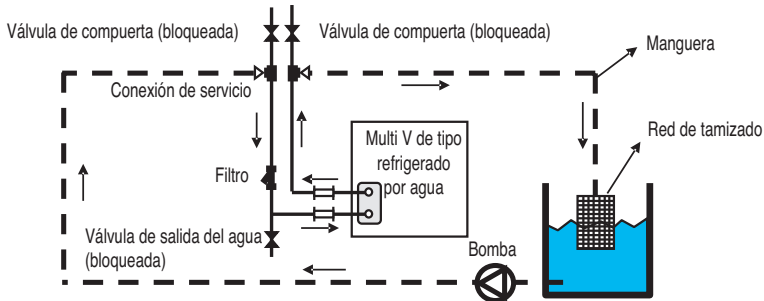 Válvula de compuerta (bloqueada)
Válvula de compuerta (bloqueada)
Manguera
Conexión de servicio
Multi V de tipo
refrigerado
por agua
Red de tamizado
Filtro
Válvula de salida del agua
(bloqueada)
Bomba